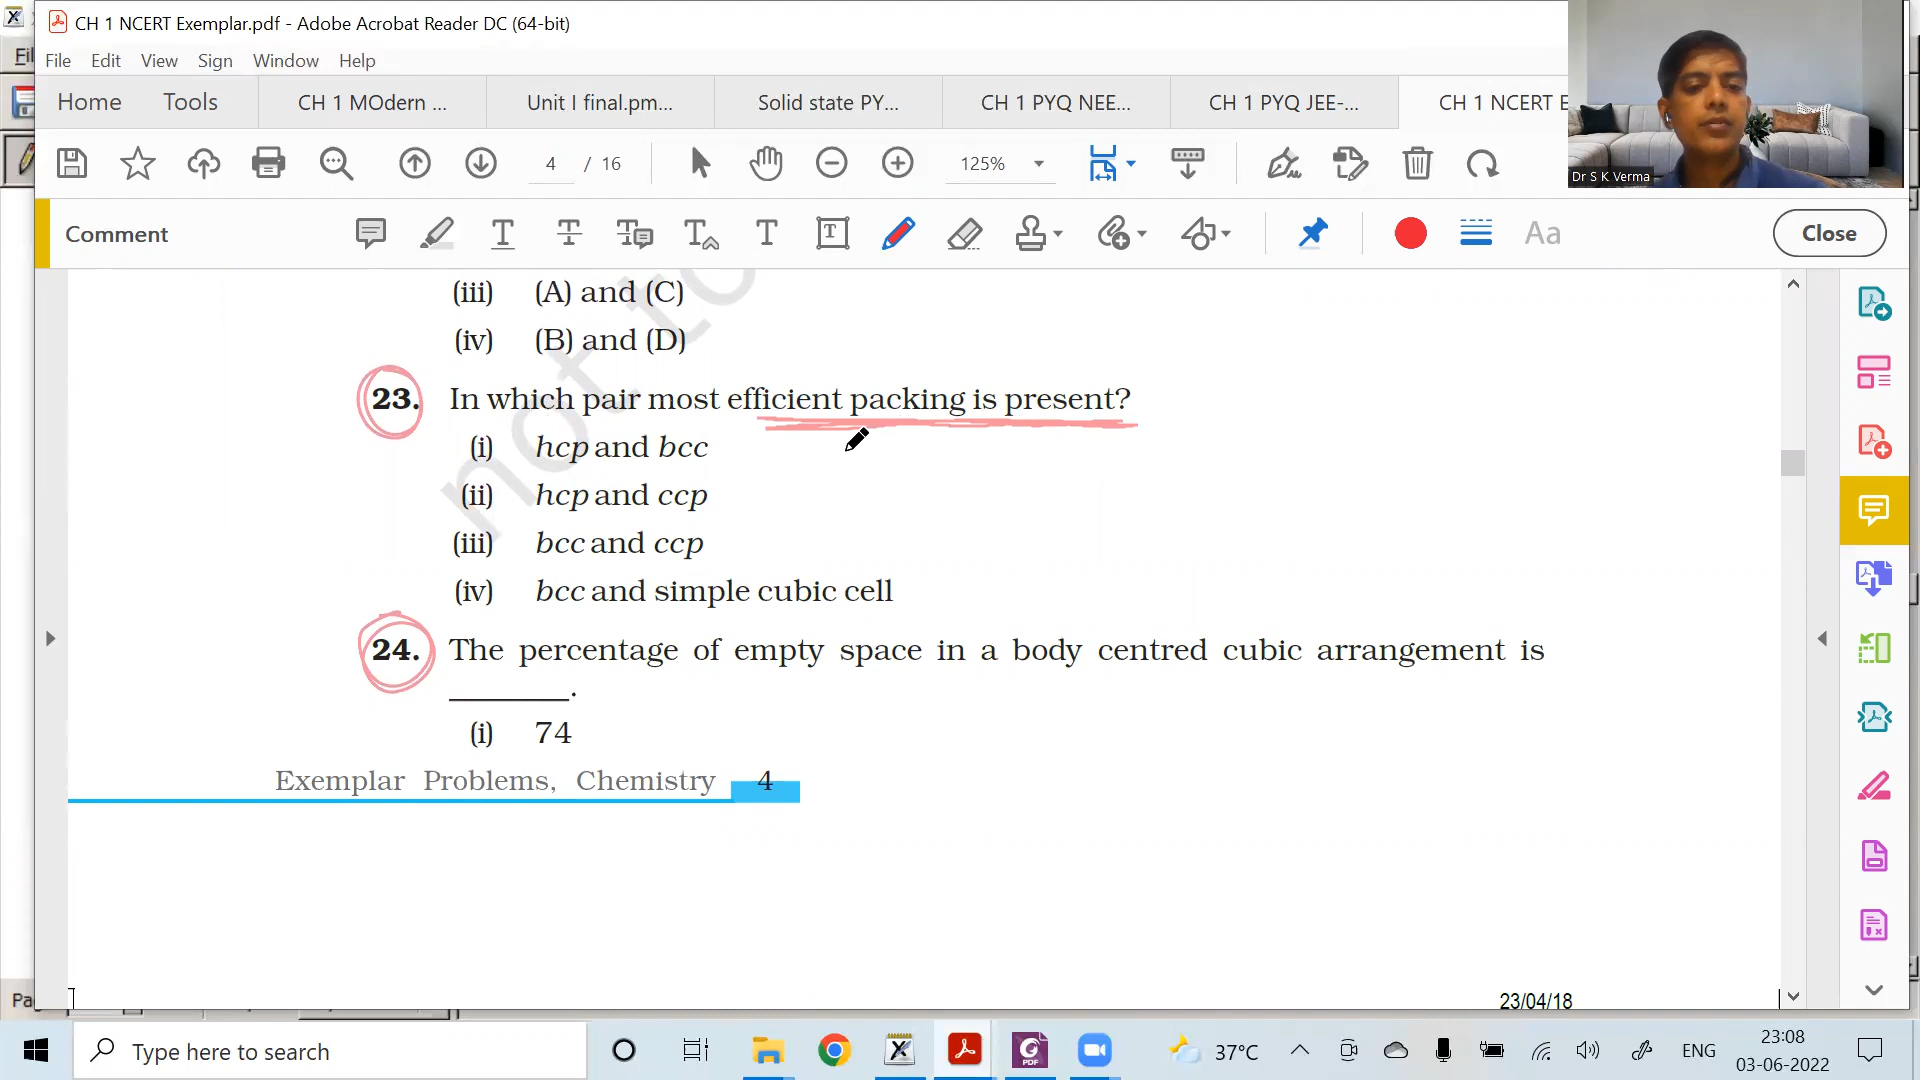 CH 1 NCERT Exemplar.pdf - Adobe Acrobat Reader DC (64-bit)
File Edit View Sign Window Help
Home Tools CH 1 MOdern ... Unit I final.pm... Solid state PY... CH 1 PYQ NEE... CH 1 PYQ JEE-... CH 1 NCERT E
4 / 16 125%
Dr S K Verma
Comment Aa Close
(iii) (A) and (C)
(iv) (B) and (D)
not to
23. In which pair most efficient packing is present?
(i) hcp and bcc
(ii) hcp and ccp
(iii) bcc and ccp
(iv) bcc and simple cubic cell
24. The percentage of empty space in a body centred cubic arrangement is
________.
(i) 74
Exemplar Problems, Chemistry 4
23/04/18
Type here to search
37°C ENG 23:08
03-06-2022